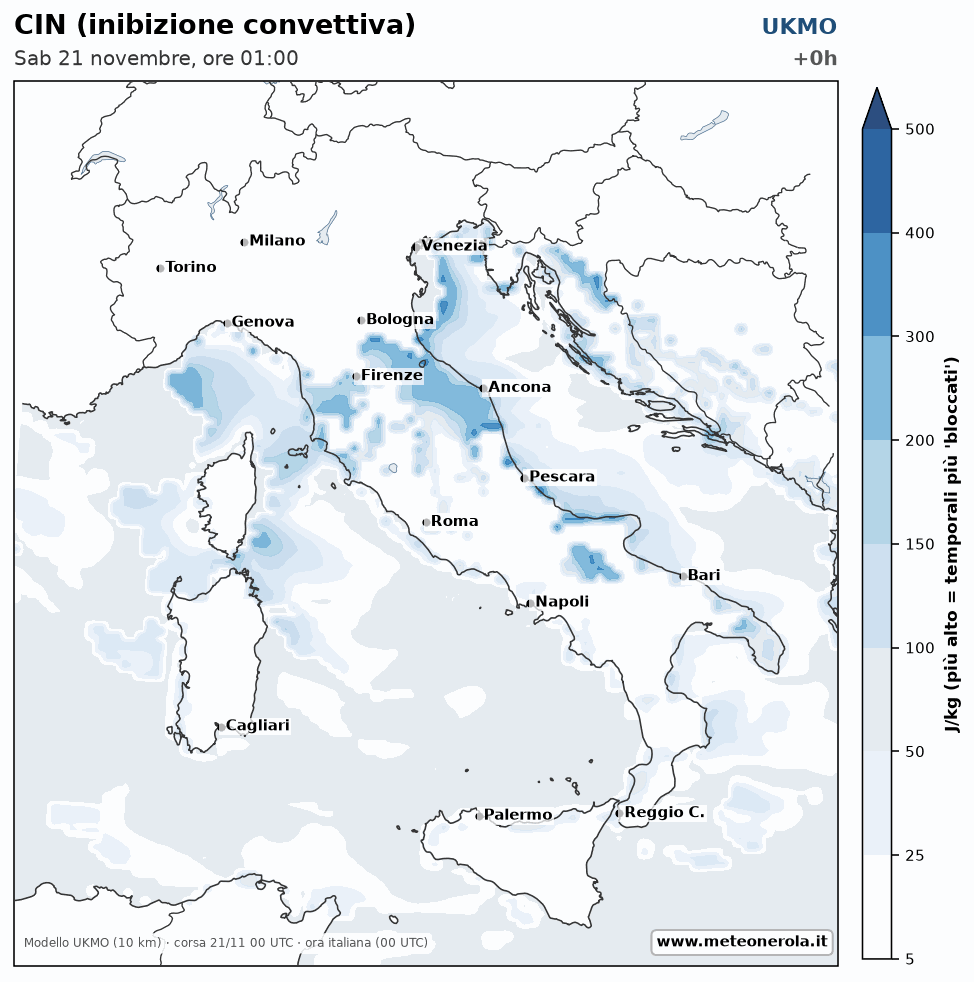 CIN (inibizione convettiva)
UKMO
Sab 21 novembre, ore 01:00
+0h
500
400
300
200
150
100
50
25
5
J/kg (più alto = temporali più 'bloccati')
Milano
Venezia
Torino
Genova
Bologna
Firenze
Ancona
Pescara
Roma
Bari
Napoli
Cagliari
Palermo
Reggio C.
Modello UKMO (10 km) · corsa 21/11 00 UTC · ora italiana (00 UTC)
www.meteonerola.it